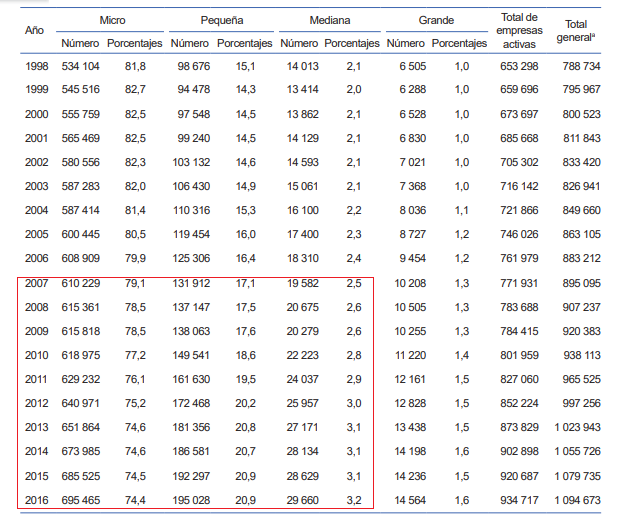 Año Micro Pequeña Mediana Grande Total de empresas activas Total generalª
Número Porcentajes Número Porcentajes Número Porcentajes Número Porcentajes
1998 534 104 81,8 98 676 15,1 14 013 2,1 6 505 1,0 653 298 788 734
1999 545 516 82,7 94 478 14,3 13 414 2,0 6 288 1,0 659 696 795 967
2000 555 759 82,5 97 548 14,5 13 862 2,1 6 528 1,0 673 697 800 523
2001 565 469 82,5 99 240 14,5 14 129 2,1 6 830 1,0 685 668 811 843
2002 580 556 82,3 103 132 14,6 14 593 2,1 7 021 1,0 705 302 833 420
2003 587 283 82,0 106 430 14,9 15 061 2,1 7 368 1,0 716 142 826 941
2004 587 414 81,4 110 316 15,3 16 100 2,2 8 036 1,1 721 866 849 660
2005 600 445 80,5 119 454 16,0 17 400 2,3 8 727 1,2 746 026 863 105
2006 608 909 79,9 125 306 16,4 18 310 2,4 9 454 1,2 761 979 883 212
2007 610 229 79,1 131 912 17,1 19 582 2,5 10 208 1,3 771 931 895 095
2008 615 361 78,5 137 147 17,5 20 675 2,6 10 505 1,3 783 688 907 237
2009 615 818 78,5 138 063 17,6 20 279 2,6 10 255 1,3 784 415 920 383
2010 618 975 77,2 149 541 18,6 22 223 2,8 11 220 1,4 801 959 938 113
2011 629 232 76,1 161 630 19,5 24 037 2,9 12 161 1,5 827 060 965 525
2012 640 971 75,2 172 468 20,2 25 957 3,0 12 828 1,5 852 224 997 256
2013 651 864 74,6 181 356 20,8 27 171 3,1 13 438 1,5 873 829 1 023 943
2014 673 985 74,6 186 581 20,7 28 134 3,1 14 198 1,6 902 898 1 055 726
2015 685 525 74,5 192 297 20,9 28 629 3,1 14 236 1,5 920 687 1 079 735
2016 695 465 74,4 195 028 20,9 29 660 3,2 14 564 1,6 934 717 1 094 673